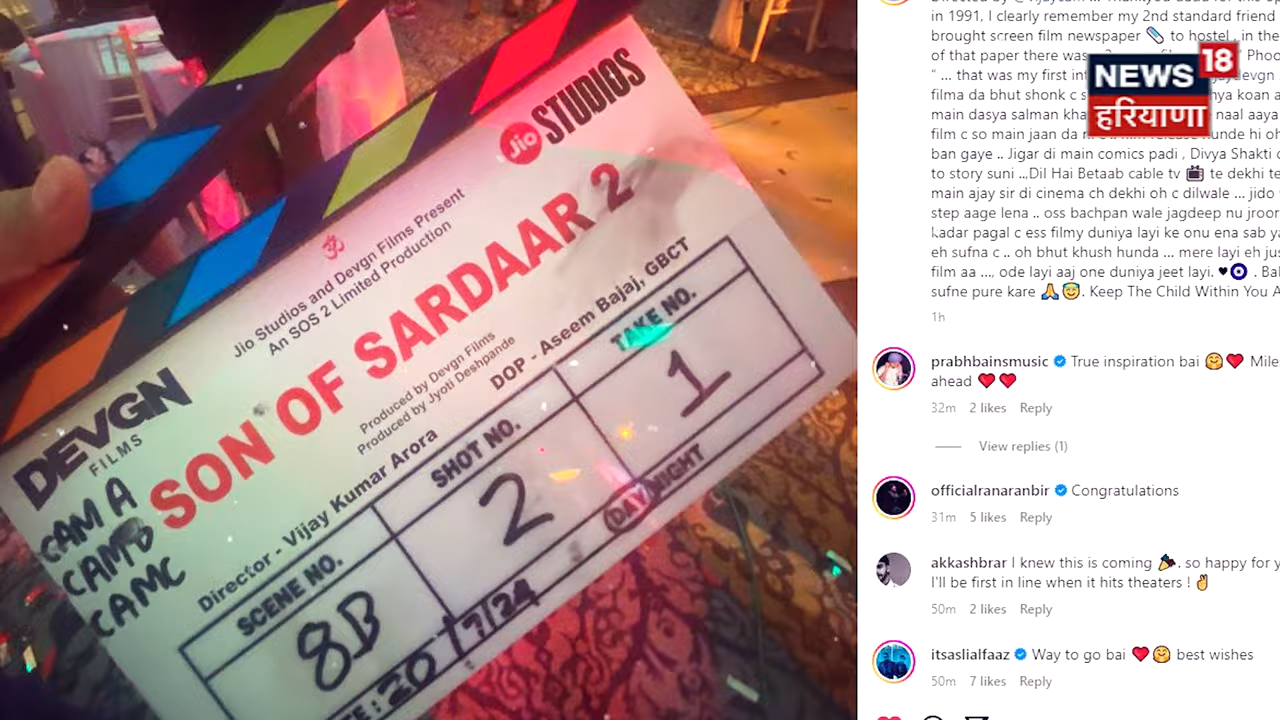 Jio STUDIOS
ॐ
Jio Studios and Devgn Films Present
An SOS 2 Limited Production
SON OF SARDAAR 2
Produced by Devgn Films
Produced by Jyoti Deshpande
DEVGN
FILMS
DOP - Aseem Bajaj, GBCT
Director - Vijay Kumar Arora
CAM A
CAM B
CAM C
SCENE NO.
SHOT NO.
TAKE NO.
8B
2
1
DAY NIGHT
20/7/24
in 1991, I clearly remember my 2nd standard friend
brought screen film newspaper to hostel , in the
of that paper there was
" ... that was my first
filma da bhut shonk c koan
main dasya salman naal aaya
film c so main jaan da hi
ban gaye .. Jigar di main comics padi , Divya Shakti
to story suni ...Dil Hai Betaab cable tv 📺 te dekhi
main ajay sir di cinema ch dekhi oh c dilwale ... jido
step aage lena .. oss bachpan wale jagdeep nu
kadar pagal c ess filmy duniya layi ke onu ena sab
eh sufna c .. oh bhut khush hunda ... mere layi eh
film aa ..., ode layi aaj one duniya jeet layi. ♥🧿 .
sufne pure kare 🙏😇. Keep The Child Within You
1h
NEWS 18
हरियाणा
prabhbainsmusic True inspiration bai 🤗❤️
ahead ❤️❤️
32m 2 likes Reply
View replies (1)
officialranaranbir Congratulations
31m 5 likes Reply
akkashbrar I knew this is coming 🎉. so happy for
I'll be first in line when it hits theaters ! ✌️
50m 2 likes Reply
itsaslialfaaz Way to go bai ❤️🤗 best wishes
50m 7 likes Reply